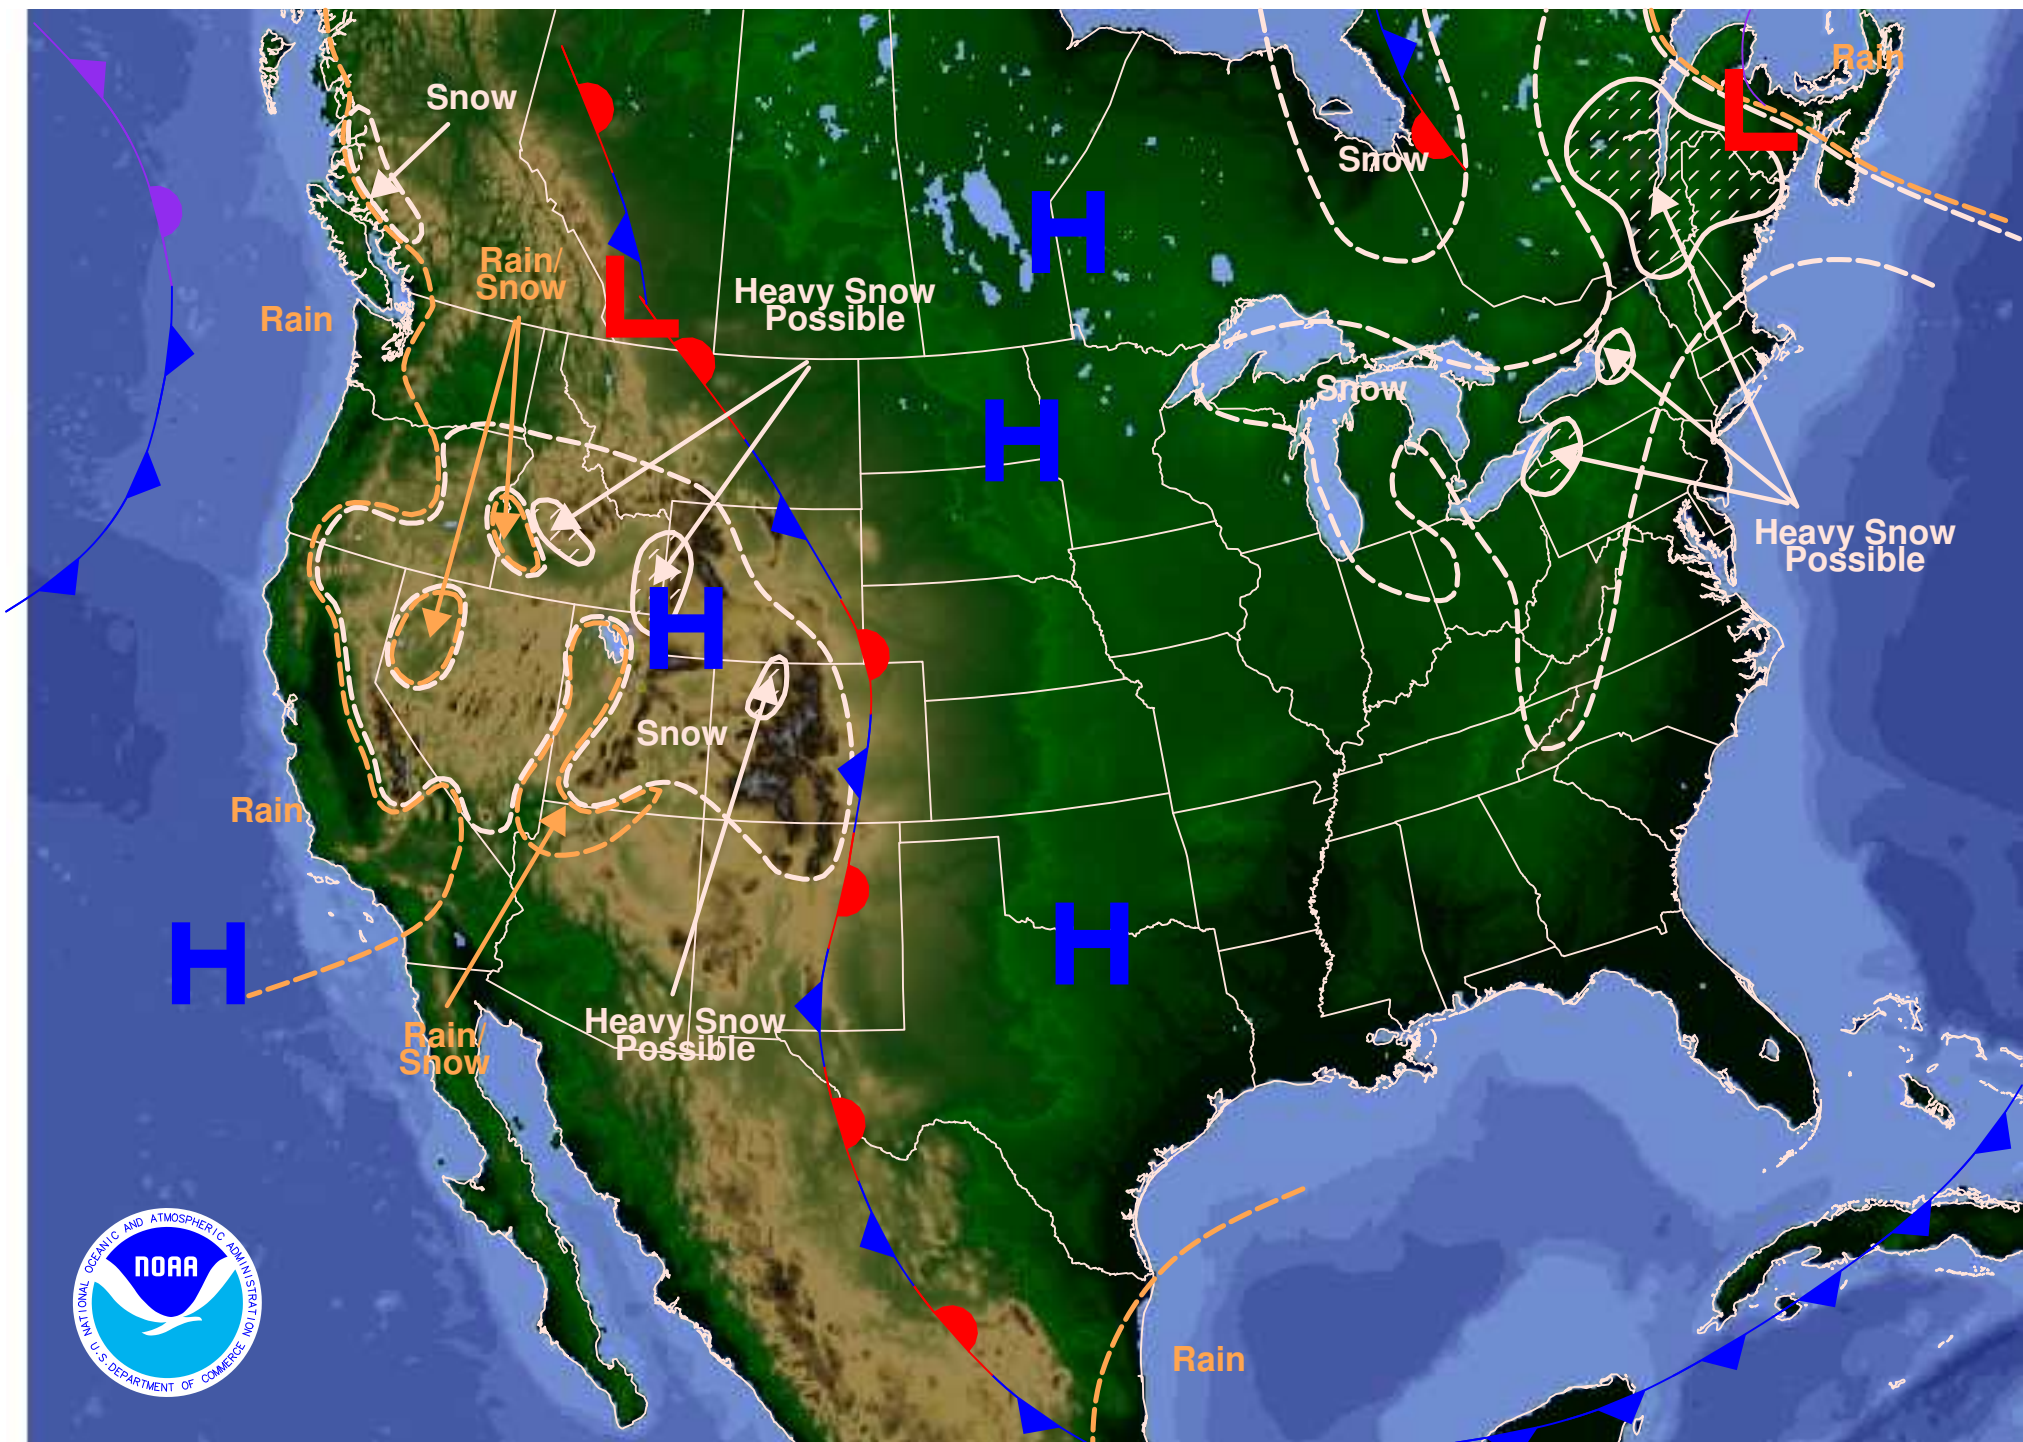 Rain
Snow
Snow
Rain/
Snow
Heavy Snow
Possible
L
H
L
Rain
Snow
H
Heavy Snow
Possible
H
Snow
Rain
H
H
Heavy Snow
Possible
Rain/
Snow
NATIONAL OCEANIC AND ATMOSPHERIC ADMINISTRATION
NOAA
U.S. DEPARTMENT OF COMMERCE
Rain